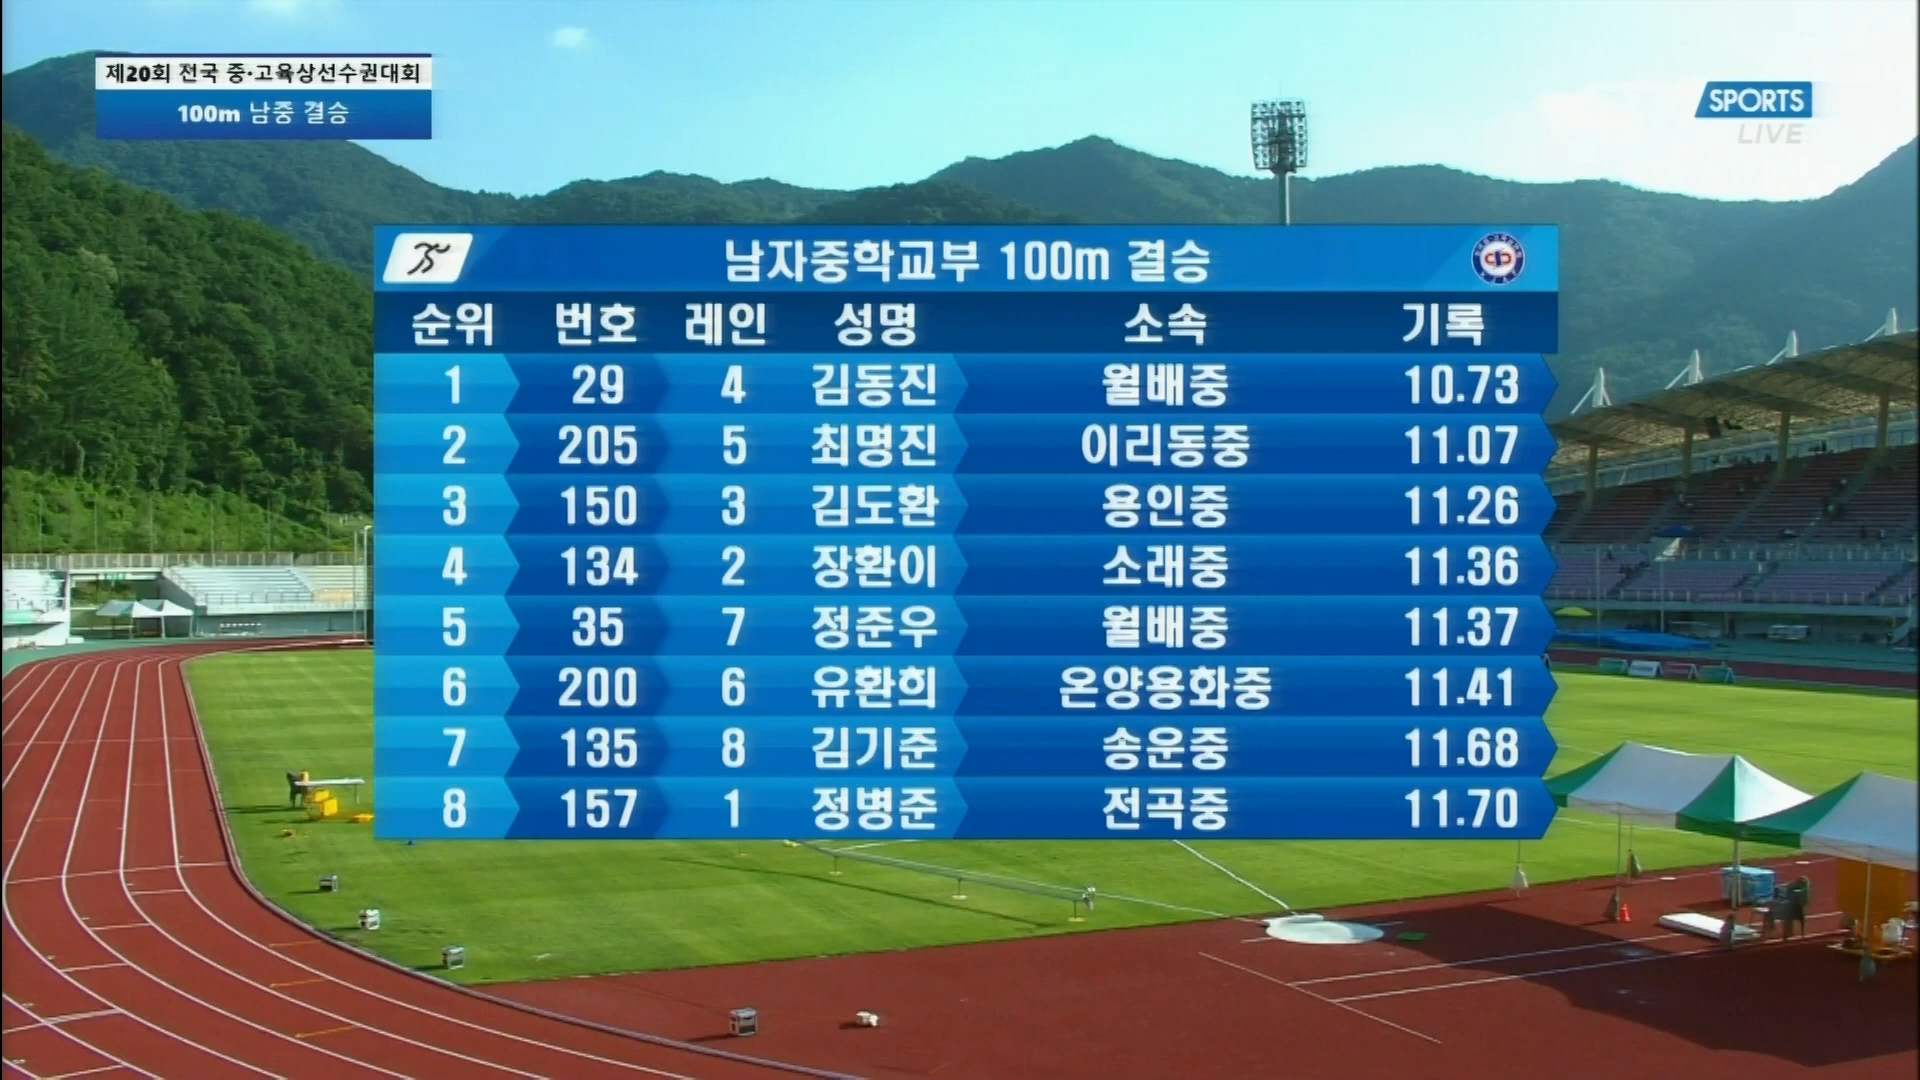 제20회 전국 중·고육상선수권대회
100m 남중 결승
SPORTS
LIVE
남자중학교부 100m 결승
순위 번호 레인 성명 소속 기록
1 29 4 김동진 월배중 10.73
2 205 5 최명진 이리동중 11.07
3 150 3 김도환 용인중 11.26
4 134 2 장환이 소래중 11.36
5 35 7 정준우 월배중 11.37
6 200 6 유환희 온양용화중 11.41
7 135 8 김기준 송운중 11.68
8 157 1 정병준 전곡중 11.70